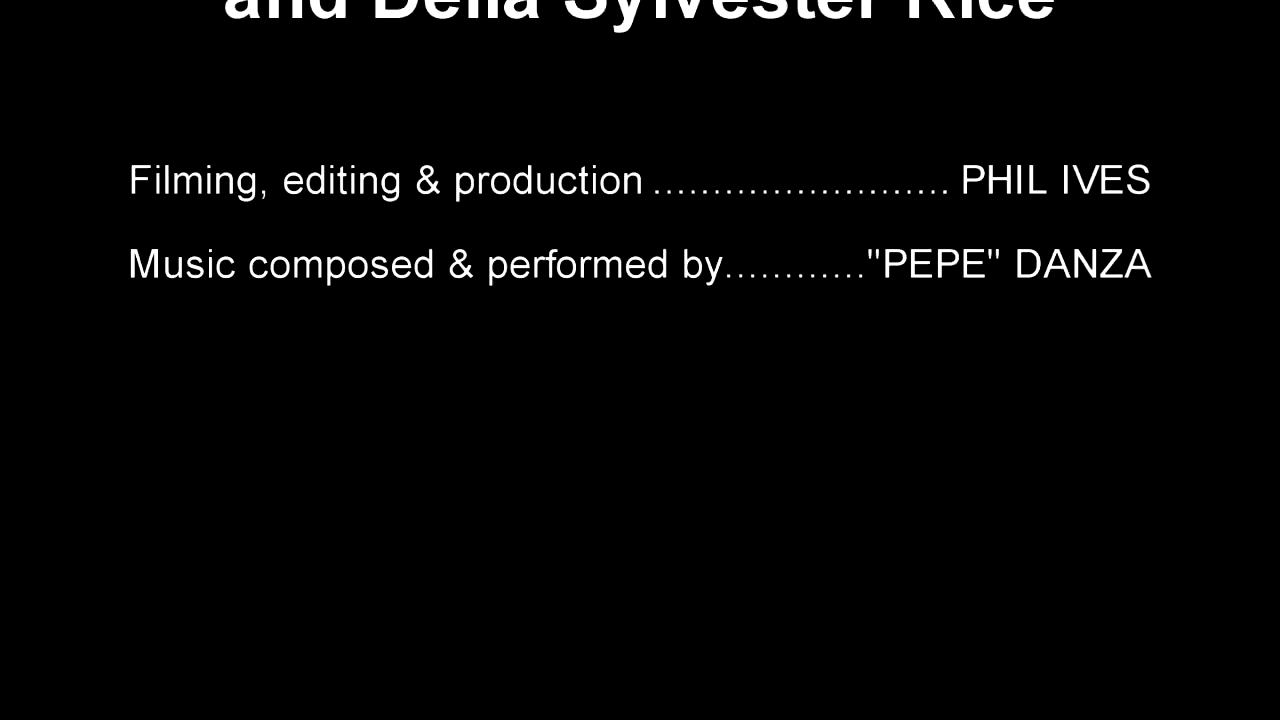 and Della Sylvester Rice
Filming, editing & production ......................... PHIL IVES
Music composed & performed by............"PEPE" DANZA